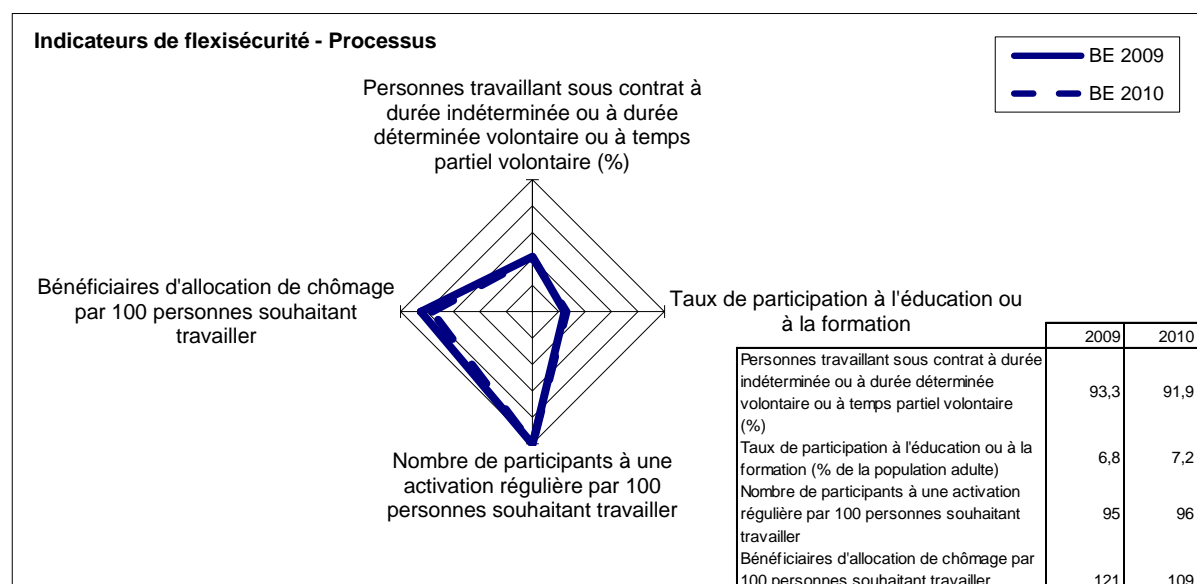 Indicateurs de flexisécurité - Processus
BE 2009
BE 2010
Personnes travaillant sous contrat à
durée indéterminée ou à durée
déterminée volontaire ou à temps
partiel volontaire (%)
Bénéficiaires d'allocation de chômage
par 100 personnes souhaitant
travailler
Taux de participation à l'éducation ou
à la formation
Nombre de participants à une
activation régulière par 100
personnes souhaitant travailler
2009 2010
Personnes travaillant sous contrat à durée
indéterminée ou à durée déterminée
volontaire ou à temps partiel volontaire 93,3 91,9
(%)
Taux de participation à l'éducation ou à la
formation (% de la population adulte) 6,8 7,2
Nombre de participants à une activation
régulière par 100 personnes souhaitant 95 96
travailler
Bénéficiaires d'allocation de chômage par
100 personnes souhaitant travailler 121 109